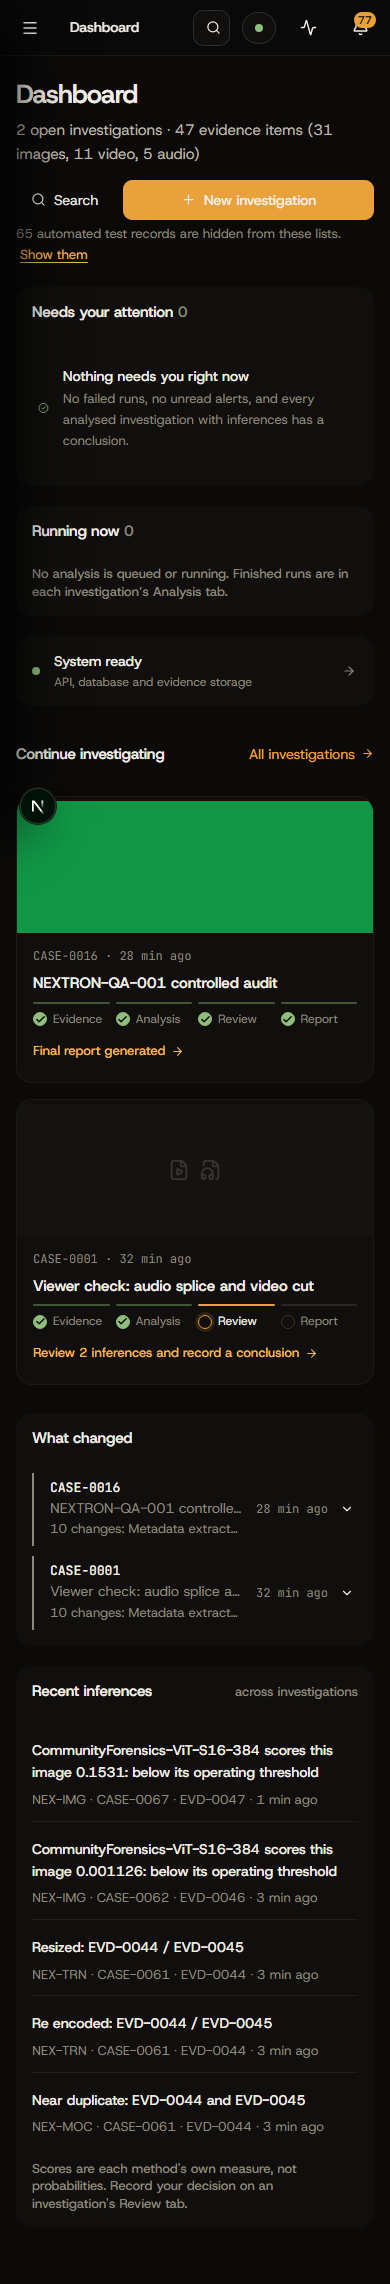 Dashboard
77
Dashboard
2 open investigations · 47 evidence items (31
images, 11 video, 5 audio)
Search
+ New investigation
65 automated test records are hidden from these lists.
Show them
Needs your attention 0
Nothing needs you right now
No failed runs, no unread alerts, and every
analysed investigation with inferences has a
conclusion.
Running now 0
No analysis is queued or running. Finished runs are in
each investigation's Analysis tab.
System ready
API, database and evidence storage
Continue investigating
All investigations →
N
CASE-0016 · 28 min ago
NEXTRON-QA-001 controlled audit
Evidence Analysis Review Report
Final report generated →
CASE-0001 · 32 min ago
Viewer check: audio splice and video cut
Evidence Analysis Review Report
Review 2 inferences and record a conclusion →
What changed
CASE-0016
NEXTRON-QA-001 controlle... 28 min ago
10 changes: Metadata extract...
CASE-0001
Viewer check: audio splice a... 32 min ago
10 changes: Metadata extract...
Recent inferences
across investigations
CommunityForensics-ViT-S16-384 scores this
image 0.1531: below its operating threshold
NEX-IMG · CASE-0067 · EVD-0047 · 1 min ago
CommunityForensics-ViT-S16-384 scores this
image 0.001126: below its operating threshold
NEX-IMG · CASE-0062 · EVD-0046 · 3 min ago
Resized: EVD-0044 / EVD-0045
NEX-TRN · CASE-0061 · EVD-0044 · 3 min ago
Re encoded: EVD-0044 / EVD-0045
NEX-TRN · CASE-0061 · EVD-0044 · 3 min ago
Near duplicate: EVD-0044 and EVD-0045
NEX-MOC · CASE-0061 · EVD-0044 · 3 min ago
Scores are each method's own measure, not
probabilities. Record your decision on an
investigation's Review tab.